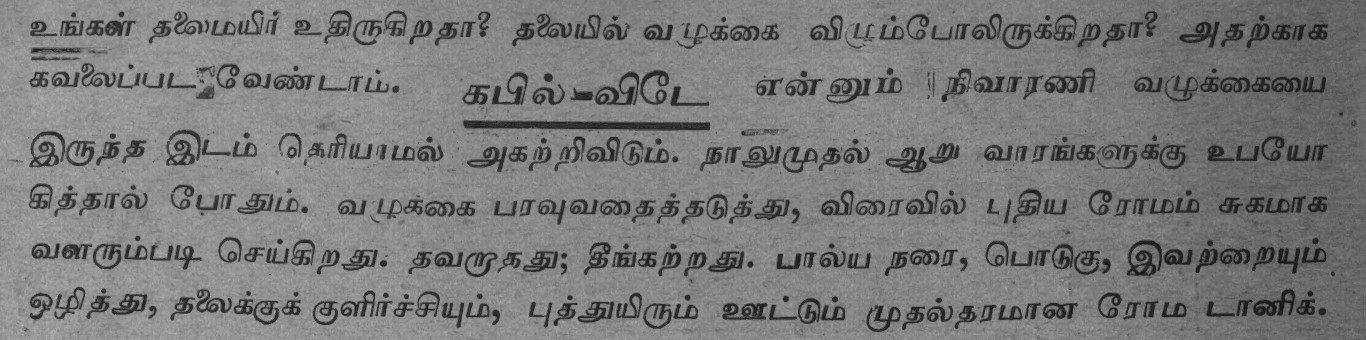 உங்கள் தலைமயிர் உதிருகிறதா? தலையில் வழுக்கை விழும்போலிருக்கிறதா? அதற்காக
கவலைப்பட வேண்டாம். கபில்-விடே என்னும் நிவாரணி வழுக்கையை
இருந்த இடம் தெரியாமல் அகற்றிவிடும். நாலுமுதல் ஆறு வாரங்களுக்கு உபயோ
கித்தால் போதும். வழுக்கை பரவுவதைத்தடுத்து, விரைவில் புதிய ரோமம் சுகமாக
வளரும்படி செய்கிறது. தவறாதது; தீங்கற்றது. பால்ய நரை, பொடுகு, இவற்றையும்
ஒழித்து, தலைக்குக் குளிர்ச்சியும், புத்துயிரும் ஊட்டும் முதல்தரமான ரோம டானிக்.